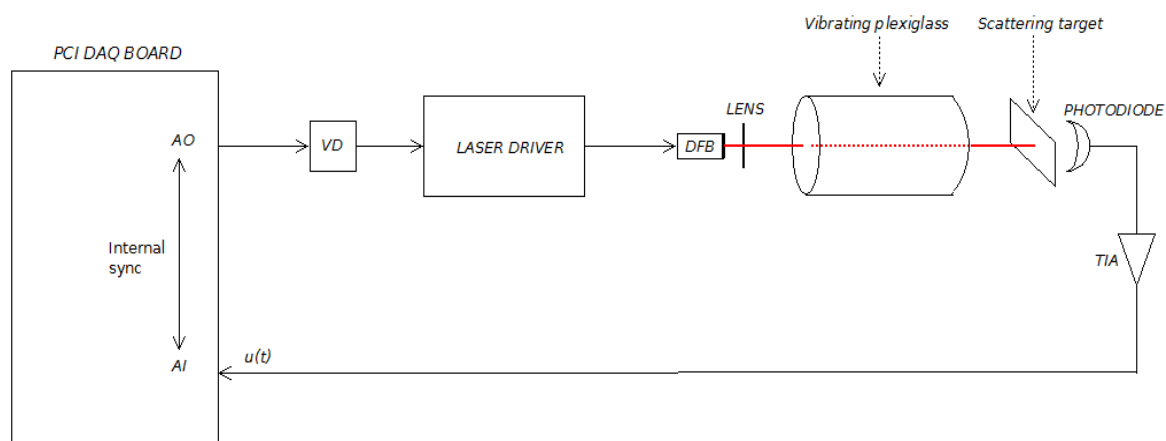 Vibrating plexiglass
Scattering target
PCI DAQ BOARD
LENS
PHOTODIODE
AO
VD
LASER DRIVER
DFB
Internal
sync
TIA
u(t)
AI